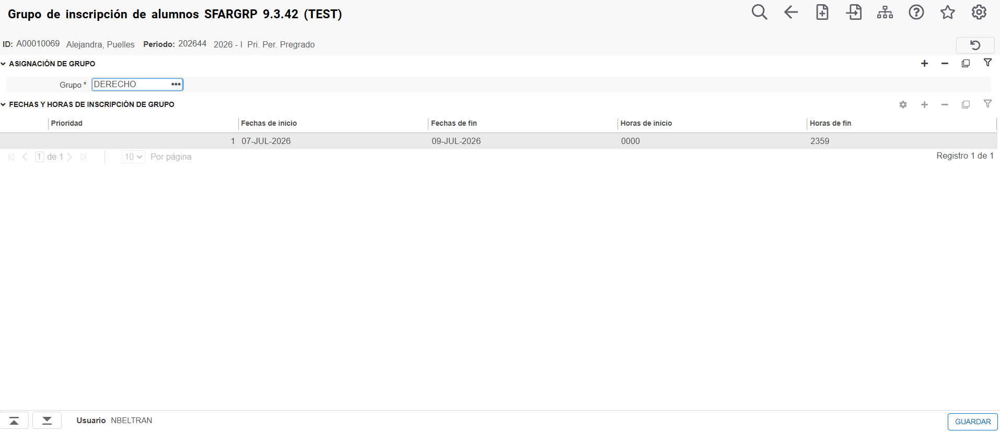 Grupo de inscripción de alumnos SFARGRP 9.3.42 (TEST)
ID: A00010069 Alejandra, Puelles Periodo: 202644 2026 - I Pri. Per. Pregrado
ASIGNACIÓN DE GRUPO
Grupo * DERECHO
FECHAS Y HORAS DE INSCRIPCIÓN DE GRUPO
Prioridad Fechas de inicio Fechas de fin Horas de inicio Horas de fin
1 07-JUL-2026 09-JUL-2026 0000 2359
1 de 1 10 Por página Registro 1 de 1
Usuario NBELTRAN GUARDAR